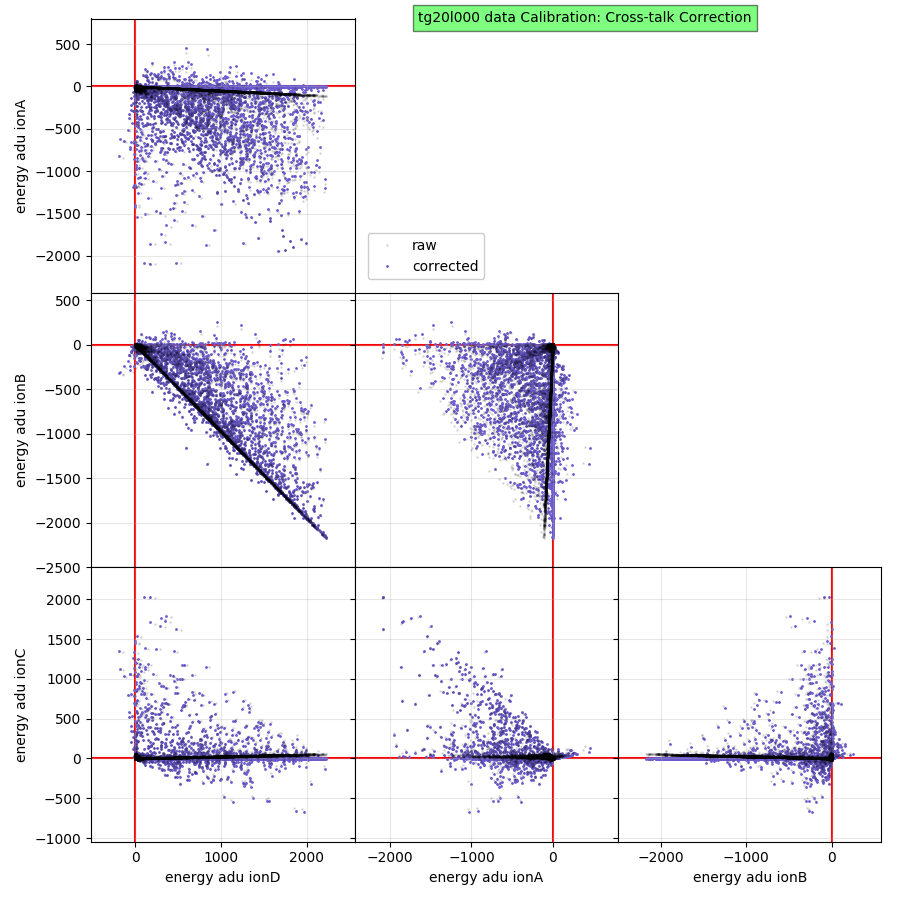 tg20l000 data Calibration: Cross-talk Correction
500
0
−500
−1000
−1500
−2000
energy adu ionA
raw
corrected
500
0
−500
−1000
−1500
−2000
−2500
energy adu ionB
2000
1500
1000
500
0
−500
−1000
energy adu ionC
0 1000 2000
−2000 −1000 0
−2000 −1000 0
energy adu ionD
energy adu ionA
energy adu ionB